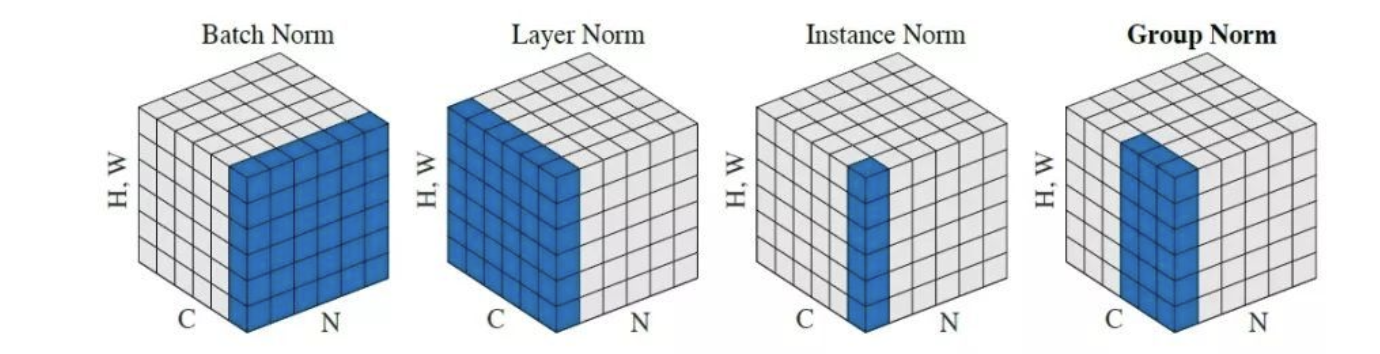 Batch Norm
Layer Norm
Instance Norm
Group Norm
H, W
C
N
H, W
C
N
H, W
C
N
H, W
C
N